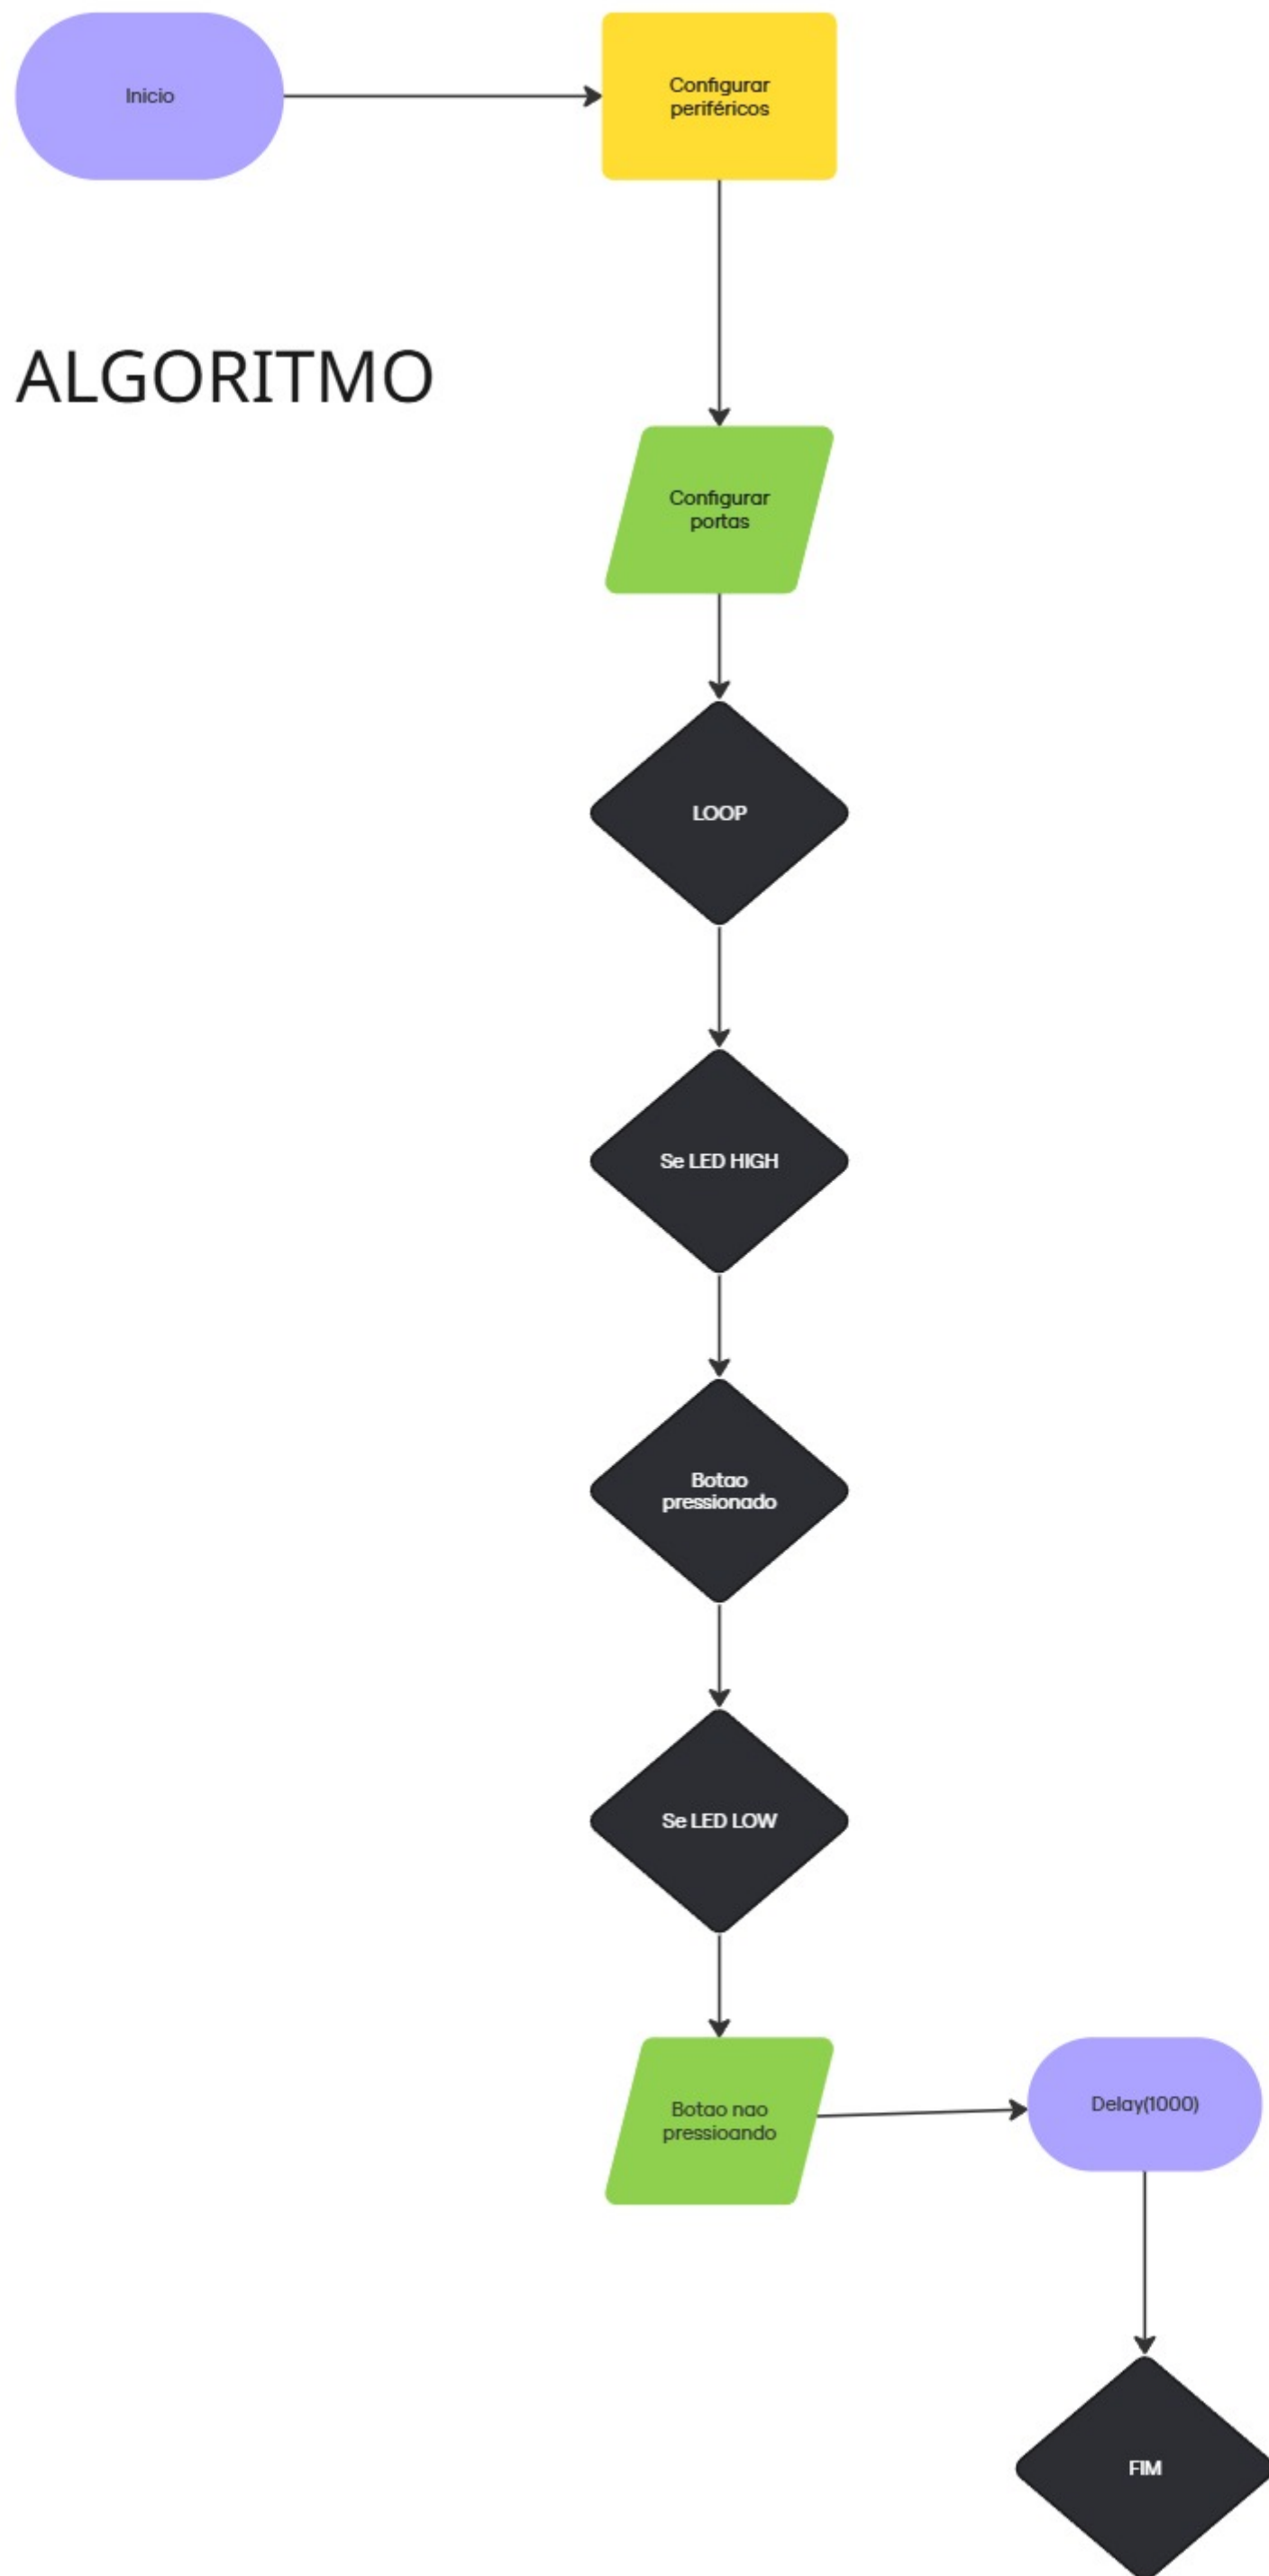 Inicio
Configurar
periféricos
ALGORITMO
Configurar
portas
LOOP
Se LED HIGH
Botao
pressionado
Se LED LOW
Botao nao
pressioando
Delay(1000)
FIM